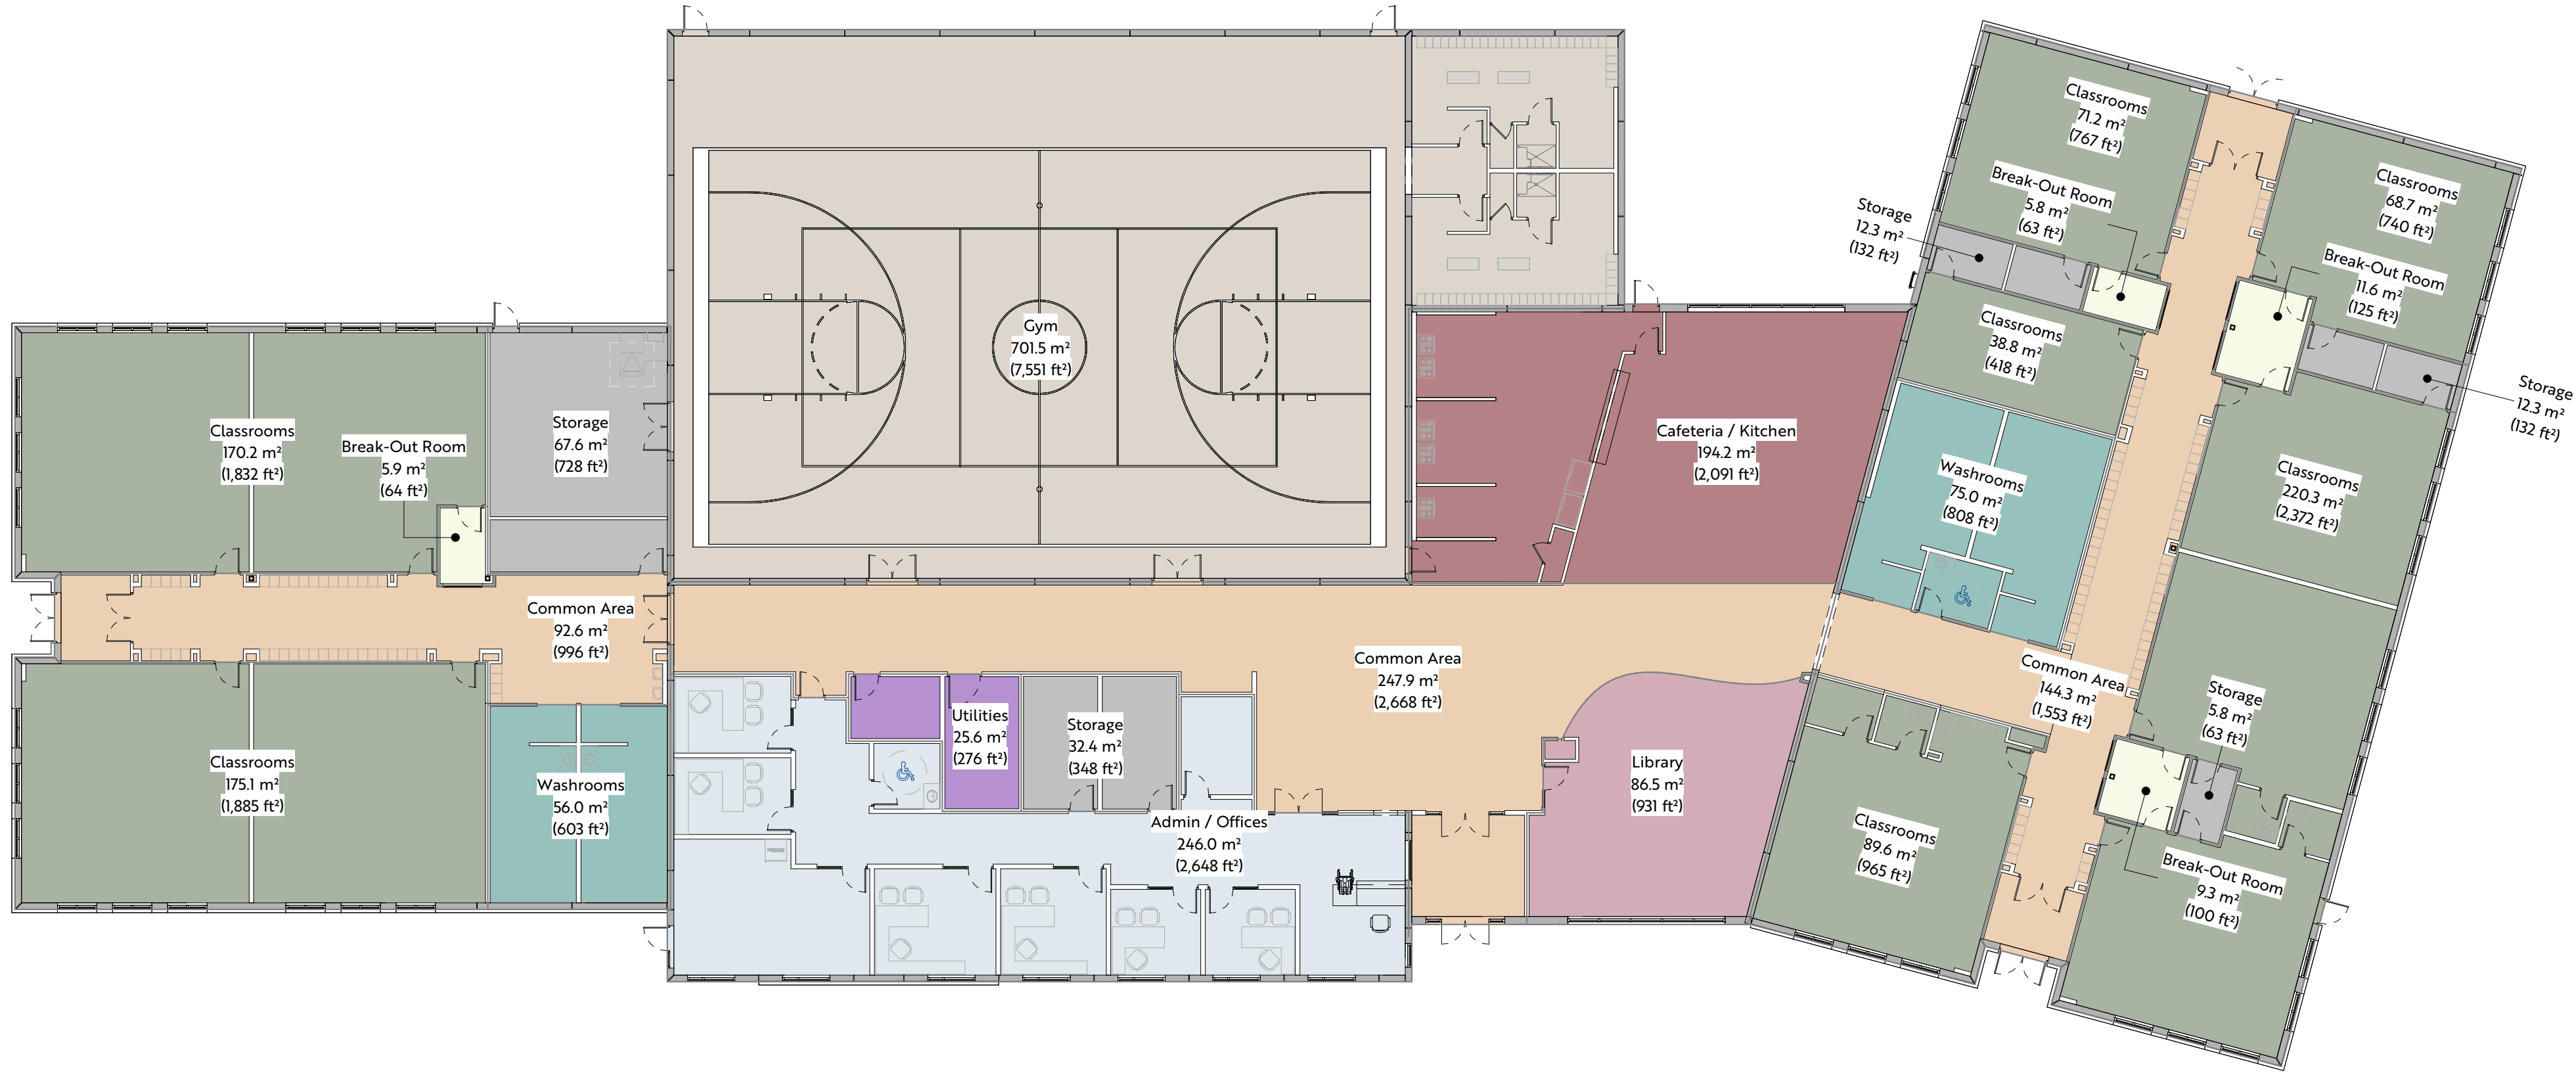 Classrooms
170.2 m²
(1,832 ft²)
Break-Out Room
5.9 m²
(64 ft²)
Storage
67.6 m²
(728 ft²)
Common Area
92.6 m²
(996 ft²)
Classrooms
175.1 m²
(1,885 ft²)
Washrooms
56.0 m²
(603 ft²)
Gym
701.5 m²
(7,551 ft²)
Utilities
25.6 m²
(276 ft²)
Storage
32.4 m²
(348 ft²)
Admin / Offices
246.0 m²
(2,648 ft²)
Common Area
247.9 m²
(2,668 ft²)
Cafeteria / Kitchen
194.2 m²
(2,091 ft²)
Library
86.5 m²
(931 ft²)
Classrooms
71.2 m²
(767 ft²)
Break-Out Room
5.8 m²
(63 ft²)
Storage
12.3 m²
(132 ft²)
Classrooms
38.8 m²
(418 ft²)
Washrooms
75.0 m²
(808 ft²)
Classrooms
68.7 m²
(740 ft²)
Break-Out Room
11.6 m²
(125 ft²)
Storage
12.3 m²
(132 ft²)
Classrooms
220.3 m²
(2,372 ft²)
Common Area
144.3 m²
(1,553 ft²)
Storage
5.8 m²
(63 ft²)
Classrooms
89.6 m²
(965 ft²)
Break-Out Room
9.3 m²
(100 ft²)